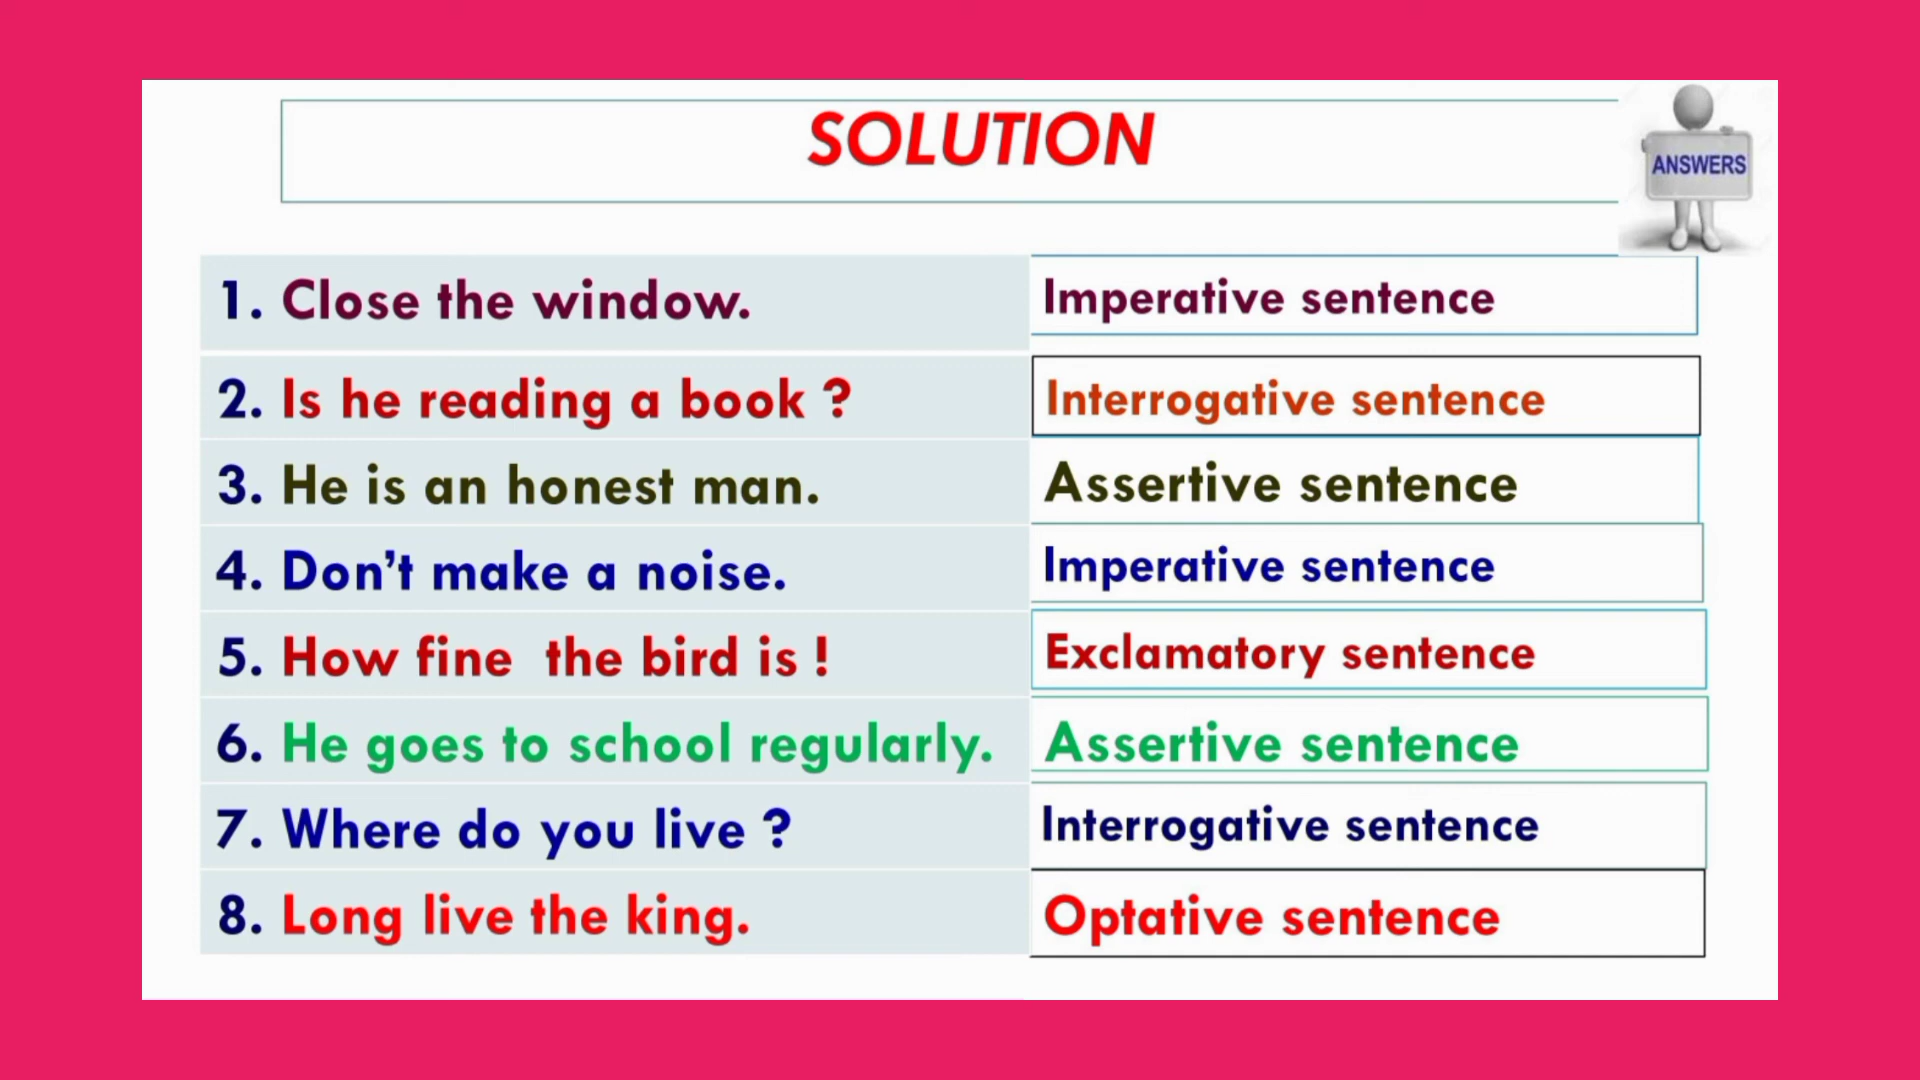 SOLUTION
ANSWERS
1. Close the window. Imperative sentence
2. Is he reading a book ? Interrogative sentence
3. He is an honest man. Assertive sentence
4. Don’t make a noise. Imperative sentence
5. How fine  the bird is ! Exclamatory sentence
6. He goes to school regularly. Assertive sentence
7. Where do you live ? Interrogative sentence
8. Long live the king. Optative sentence